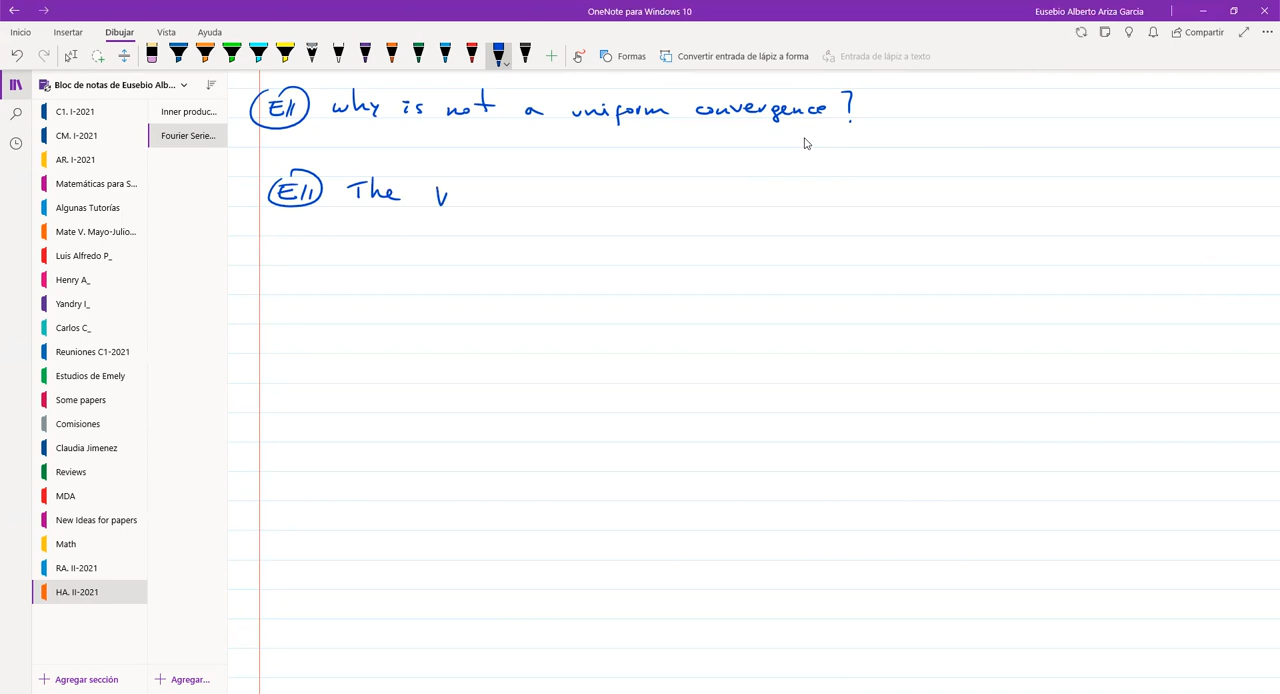 OneNote para Windows 10
Eusebio Alberto Ariza Garcia
Inicio
Insertar
Dibujar
Vista
Ayuda
Compartir
Formas
Convertir entrada de lápiz a forma
Entrada de lápiz a texto
Bloc de notas de Eusebio Alb...
C1. I-2021
CM. I-2021
AR. I-2021
Matemáticas para S...
Algunas Tutorías
Mate V. Mayo-Julio...
Luis Alfredo P_
Henry A_
Yandry I_
Carlos C_
Reuniones C1-2021
Estudios de Emely
Some papers
Comisiones
Claudia Jimenez
Reviews
MDA
New Ideas for papers
Math
RA. II-2021
HA. II-2021
Agregar sección
Inner produc...
Fourier Serie...
Agregar...
E11 why is not a uniform convergence?
E11 The V